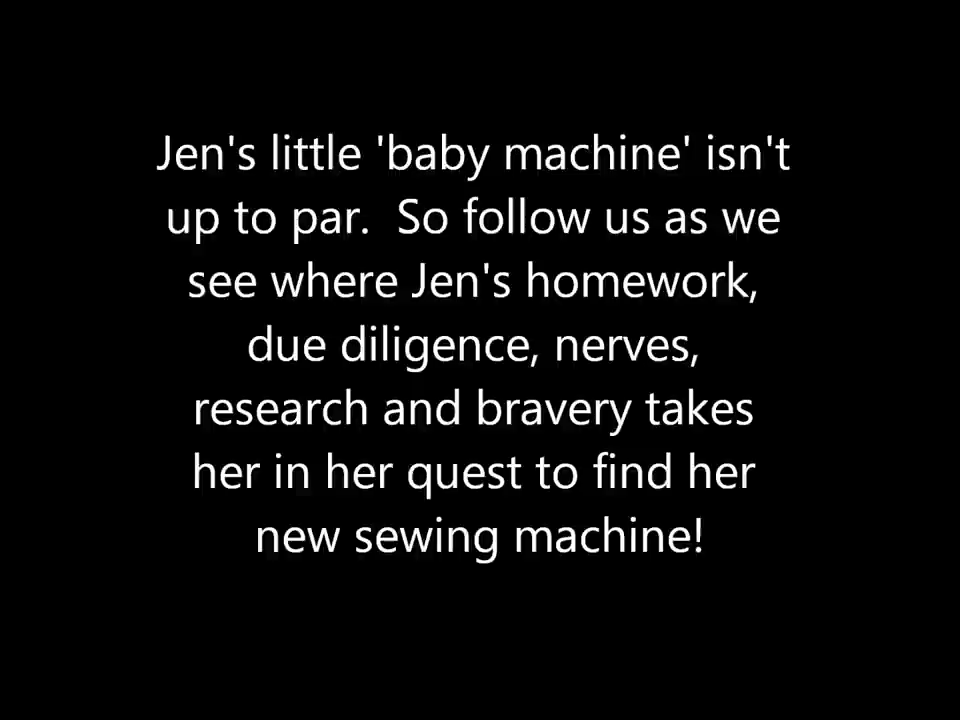 Jen's little 'baby machine' isn't
up to par.  So follow us as we
see where Jen's homework,
due diligence, nerves,
research and bravery takes
her in her quest to find her
new sewing machine!